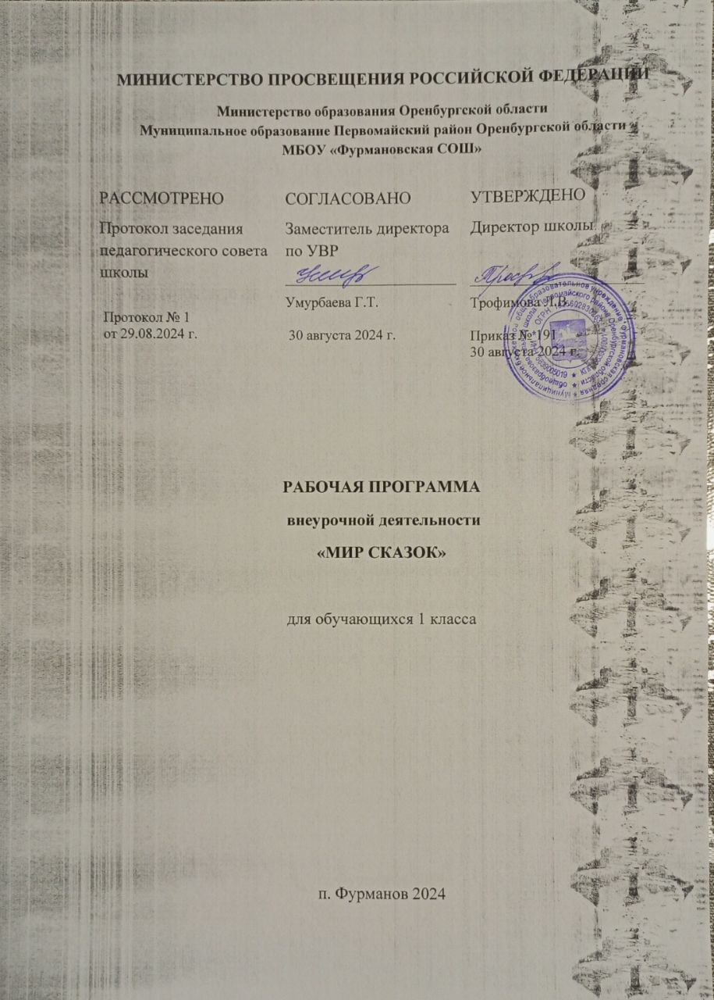 МИНИСТЕРСТВО ПРОСВЕЩЕНИЯ РОССИЙСКОЙ ФЕДЕРАЦИИ
Министерство образования Оренбургской области
Муниципальное образование Первомайский район Оренбургской области
МБОУ «Фурмановская СОШ»
РАССМОТРЕНО
Протокол заседания
педагогического совета
школы
Протокол № 1
от 29.08.2024 г.
СОГЛАСОВАНО
Заместитель директора
по УВР
Умурбаева Г.Т.
30 августа 2024 г.
УТВЕРЖДЕНО
Директор школы
Трофимова Л.В.
Приказ № 191
30 августа 2024 г.
РАБОЧАЯ ПРОГРАММА
внеурочной деятельности
«МИР СКАЗОК»
для обучающихся 1 класса
п. Фурманов 2024